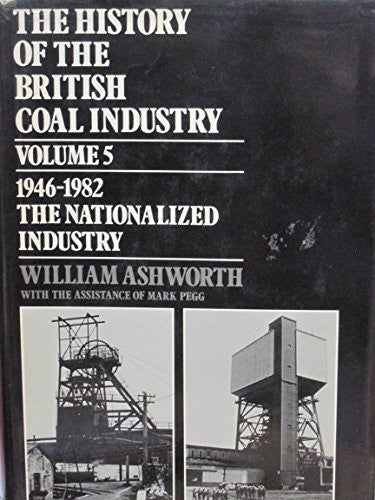 THE HISTORY
OF THE
BRITISH
COAL INDUSTRY
VOLUME 5
1946-1982
THE NATIONALIZED
INDUSTRY
WILLIAM ASHWORTH
WITH THE ASSISTANCE OF MARK PEGG